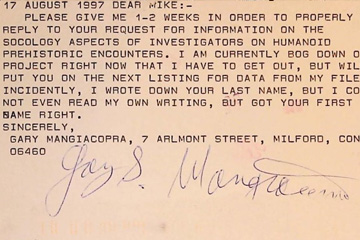 17 AUGUST 1997 DEAR MIKE:-
PLEASE GIVE ME 1-2 WEEKS IN ORDER TO PROPERLY
REPLY TO YOUR REQUEST FOR INFORMATION ON THE
SOCOLOGY ASPECTS OF INVESTIGATORS ON HUMANOID
PREHISTORIC ENCOUNTERS. I AM CURRENTLY BOG DOWN O
PROJECT RIGHT NOW THAT I HAVE TO GET OUT, BUT WIL
PUT YOU ON THE NEXT LISTING FOR DATA FROM MY FILE
INCIDENTLY, I WROTE DOWN YOUR LAST NAME, BUT I CO
NOT EVEN READ MY OWN WRITING, BUT GOT YOUR FIRST
NAME RIGHT.
SINCERELY,
GARY MANGIACOPRA, 7 ARLMONT STREET, MILFORD, CON
06460
Gary S. Mangiacopra